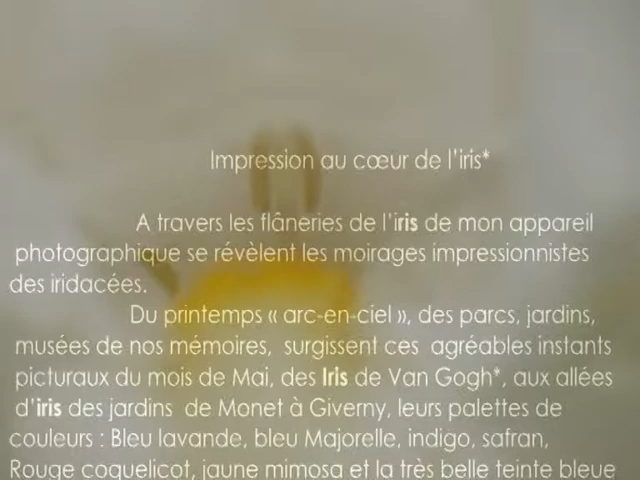 Impression au cœur de l'iris*
A travers les flâneries de l'iris de mon appareil
photographique se révèlent les moirages impressionnistes
des iridacées.
Du printemps « arc-en-ciel », des parcs, jardins,
musées de nos mémoires, surgissent ces agréables instants
picturaux du mois de Mai, des Iris de Van Gogh*, aux allées
d'iris des jardins de Monet à Giverny, leurs palettes de
couleurs : Bleu lavande, bleu Majorelle, indigo, safran,
Rouge coquelicot, jaune mimosa et la très belle teinte bleue